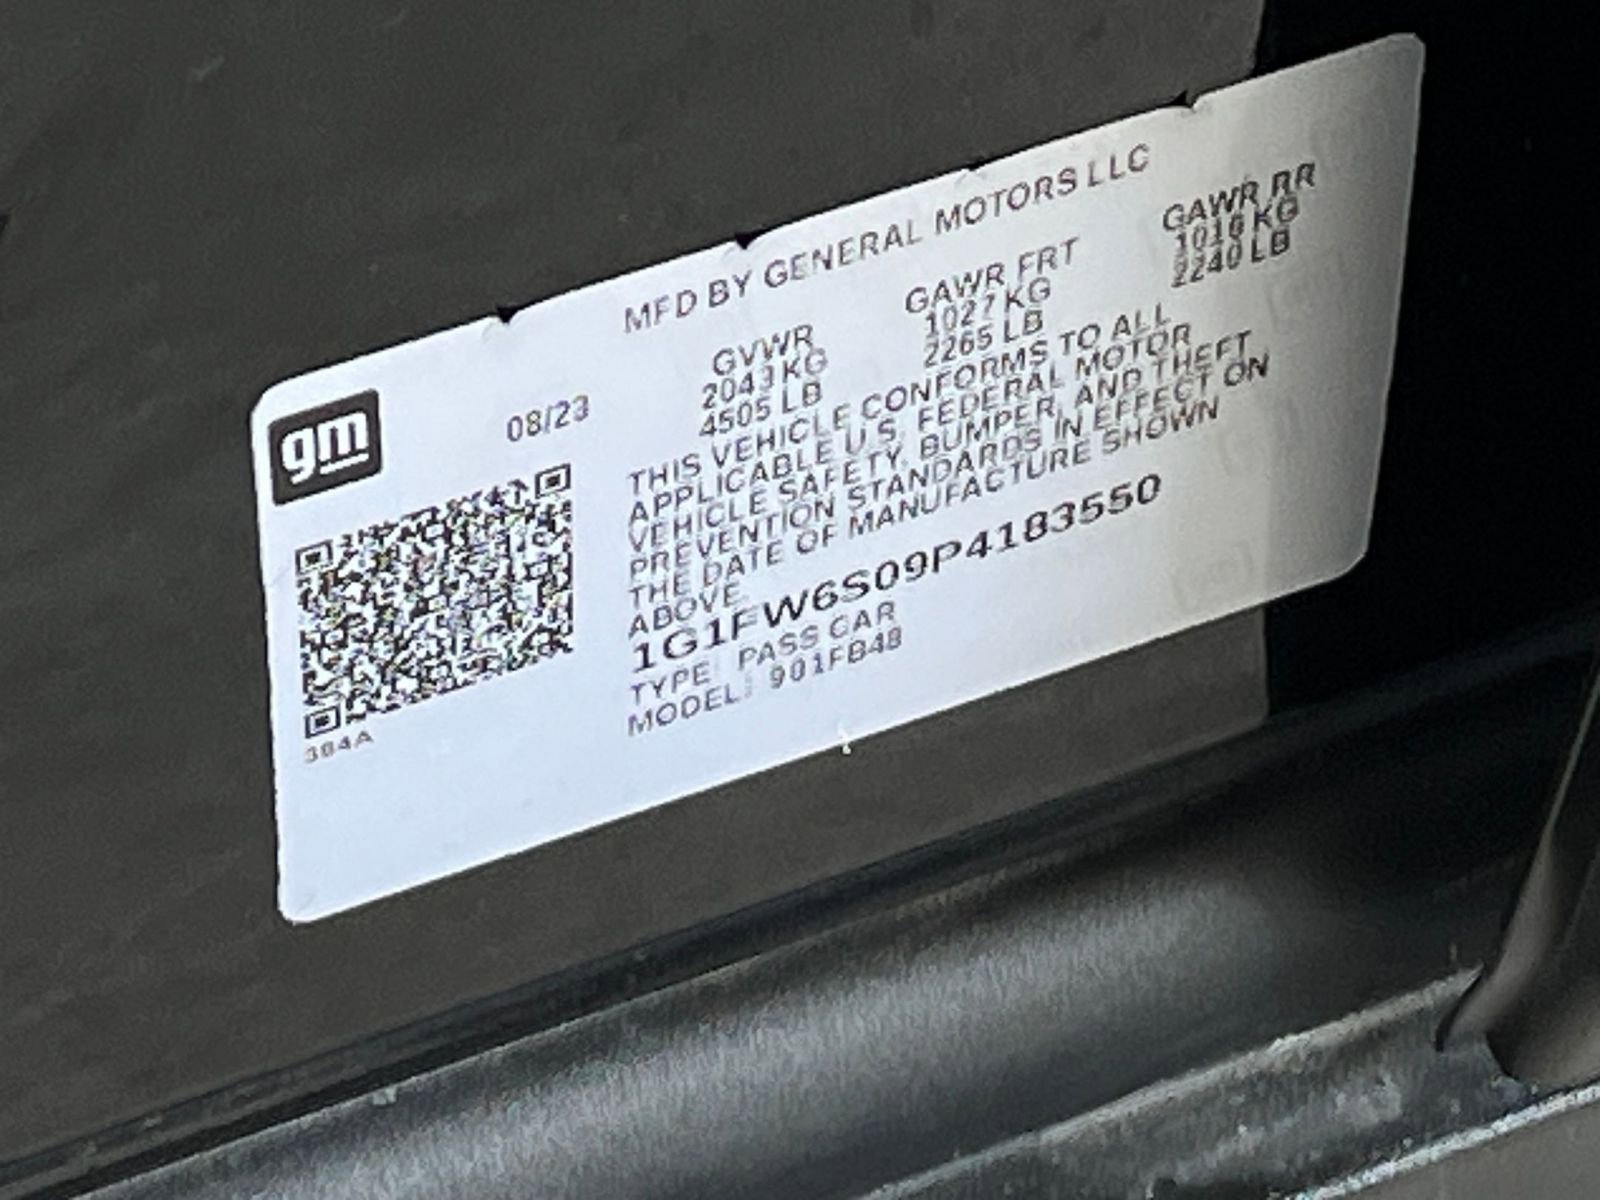 MFD BY GENERAL MOTORS LLC
gm
08/23
GVWR GAWR FRT GAWR RR
2043 KG 1027 KG 1016 KG
4505 LB 2265 LB 2240 LB
THIS VEHICLE CONFORMS TO ALL
APPLICABLE U.S. FEDERAL MOTOR
VEHICLE SAFETY, BUMPER, AND THEFT
PREVENTION STANDARDS IN EFFECT ON
THE DATE OF MANUFACTURE SHOWN
ABOVE.
1G1FW6S09P4183550
TYPE: PASS CAR
MODEL: 901FB48